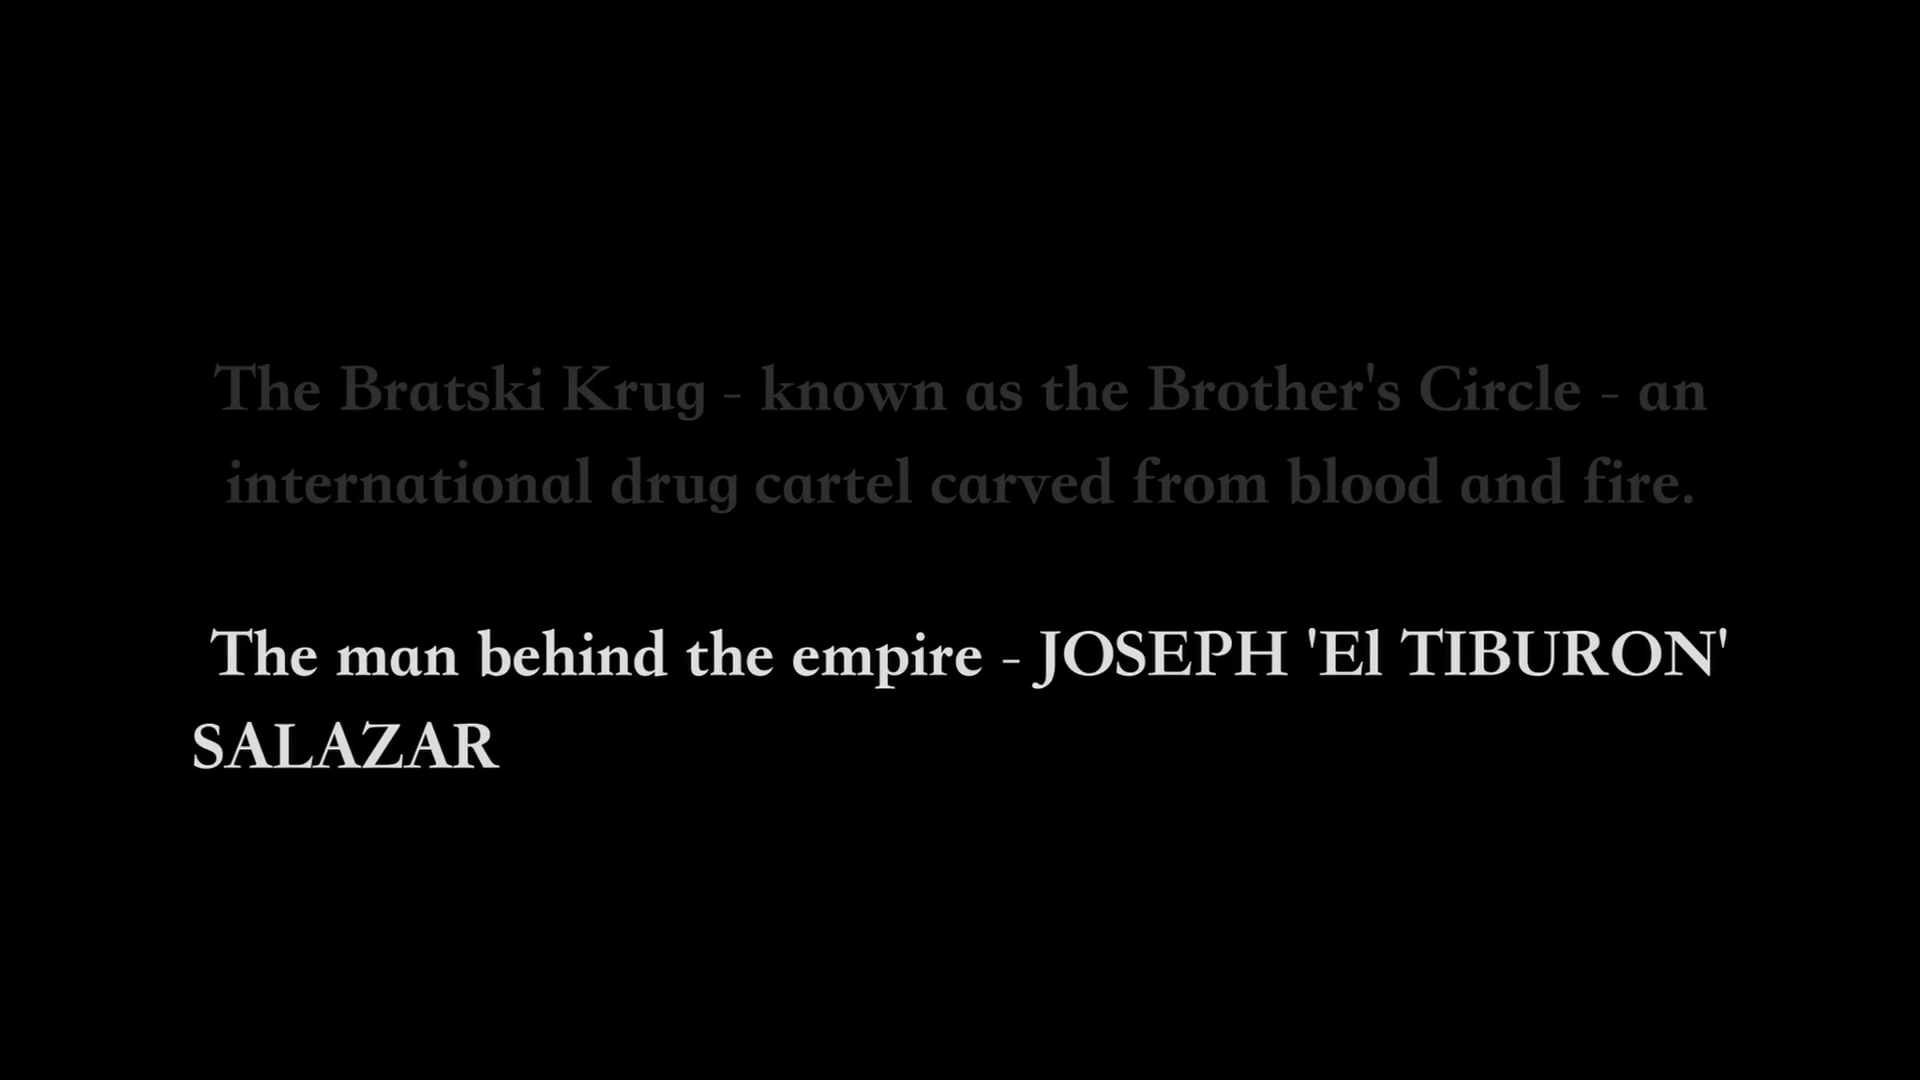 The Bratski Krug - known as the Brother's Circle - an
international drug cartel carved from blood and fire.
The man behind the empire - JOSEPH 'El TIBURON'
SALAZAR